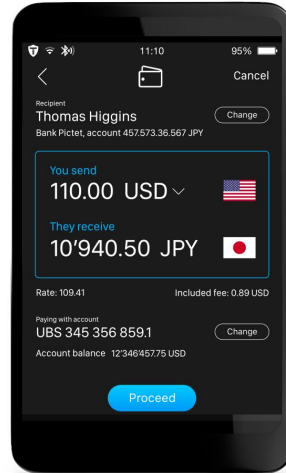 11:10
95%
Cancel
Recipient
Thomas Higgins
Change
Bank Pictet, account 457.573.36.567 JPY
You send
110.00 USD
They receive
10’940.50 JPY
Rate: 109.41
Included fee: 0.89 USD
Paying with account
UBS 345 356 859.1
Change
Account balance 12'346'457.75 USD
Proceed